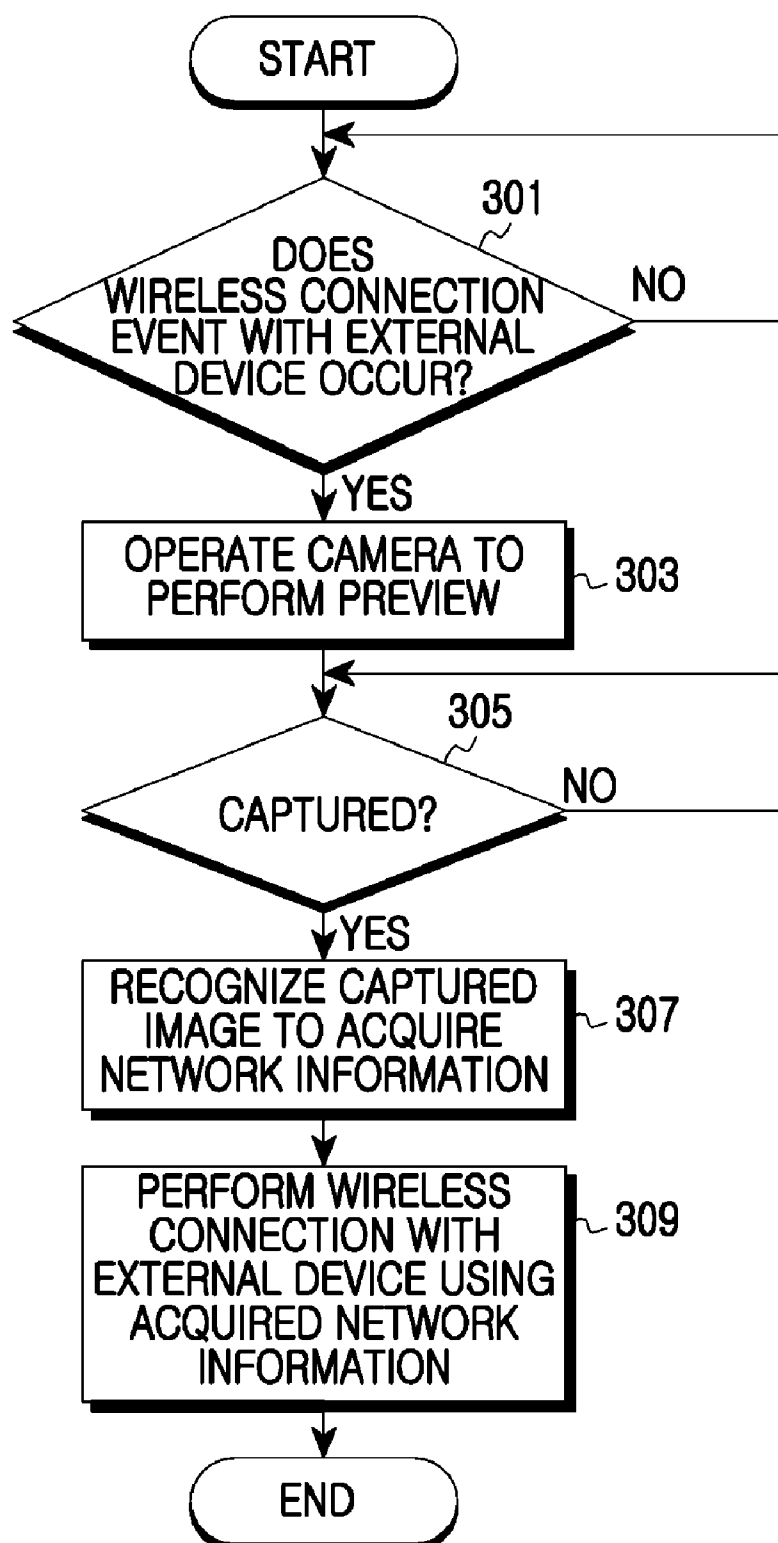 START
301
DOES
WIRELESS CONNECTION
EVENT WITH EXTERNAL
DEVICE OCCUR?
NO
YES
OPERATE CAMERA TO
PERFORM PREVIEW
303
305
CAPTURED?
NO
YES
RECOGNIZE CAPTURED
IMAGE TO ACQUIRE
NETWORK INFORMATION
307
PERFORM WIRELESS
CONNECTION WITH
EXTERNAL DEVICE USING
ACQUIRED NETWORK
INFORMATION
309
END